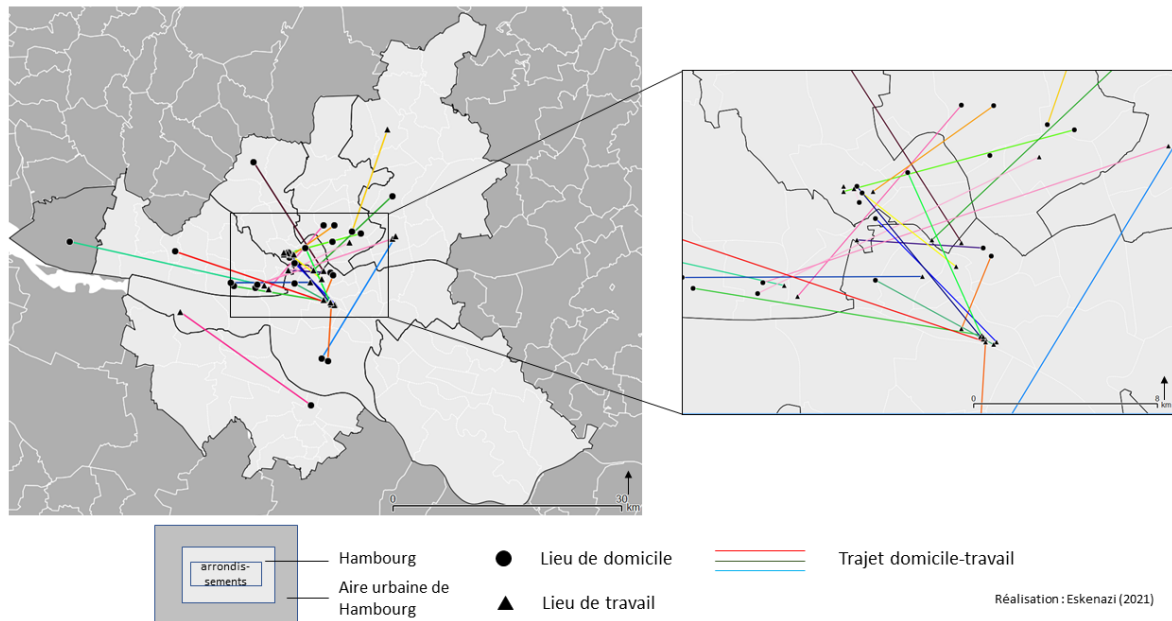 0
30
km
0
8
km
arrondis-
sements
Hambourg
Aire urbaine de
Hambourg
Lieu de domicile
Lieu de travail
Trajet domicile-travail
Réalisation : Eskenazi (2021)